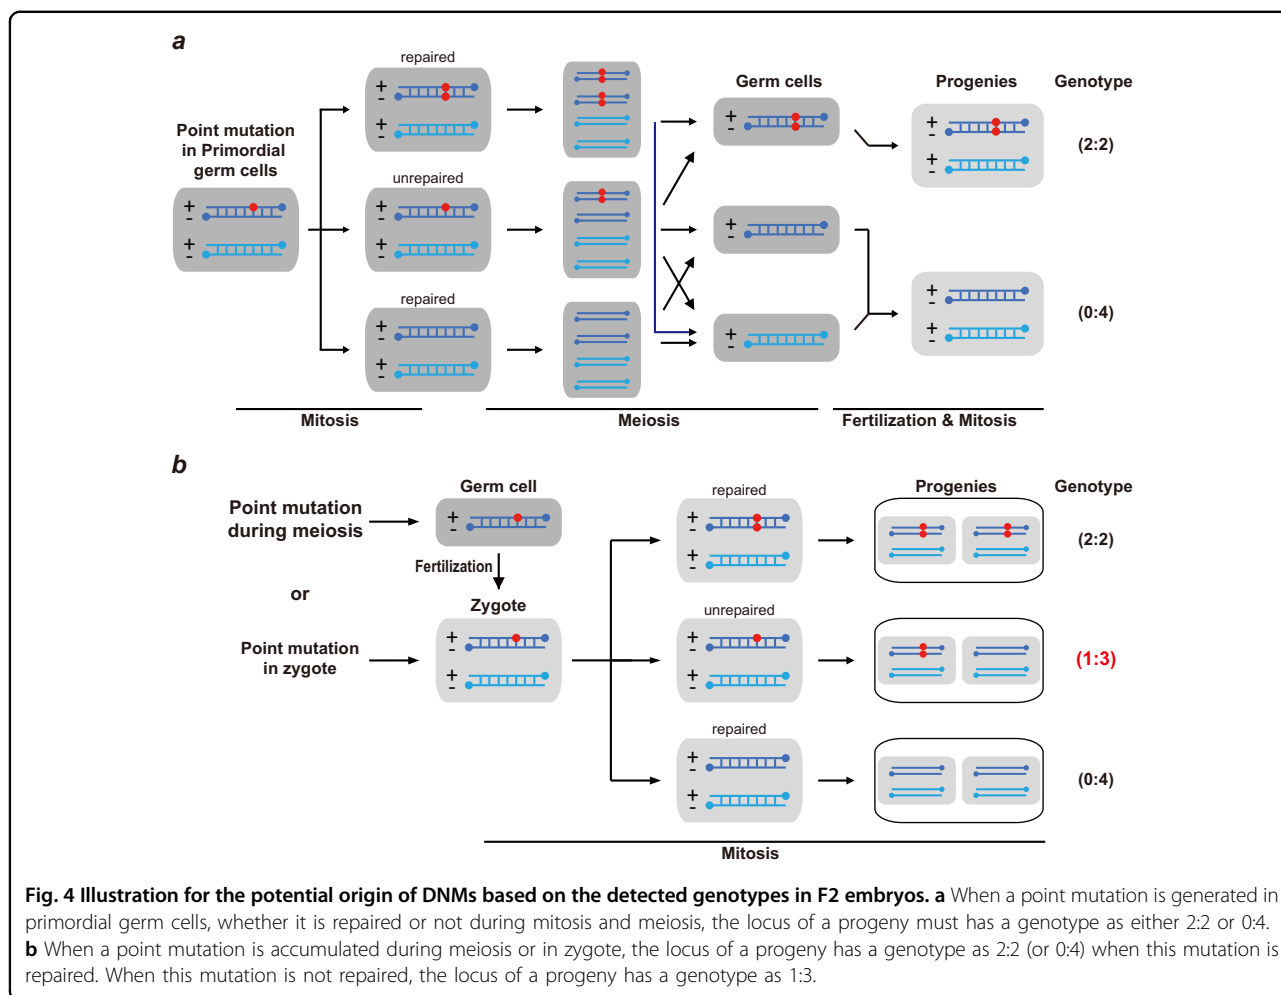 a
repaired
Germ cells Progenies Genotype
+
-
+
-
Point mutation
in Primordial
germ cells
+
-
+
-
(2:2)
unrepaired
+
-
+
-
+
-
+
-
+
-
repaired
+
-
+
-
+
-
+
-
+
-
(0:4)
Mitosis Meiosis Fertilization & Mitosis
b
Point mutation
during meiosis
Germ cell
+
-
Fertilization
or
Zygote
Point mutation
in zygote
+
-
+
-
repaired
+
-
+
-
Progenies Genotype
(2:2)
unrepaired
+
-
+
-
(1:3)
repaired
+
-
+
-
(0:4)
Mitosis
Fig. 4 Illustration for the potential origin of DNMs based on the detected genotypes in F2 embryos. a When a point mutation is generated in
primordial germ cells, whether it is repaired or not during mitosis and meiosis, the locus of a progeny must has a genotype as either 2:2 or 0:4.
b When a point mutation is accumulated during meiosis or in zygote, the locus of a progeny has a genotype as 2:2 (or 0:4) when this mutation is
repaired. When this mutation is not repaired, the locus of a progeny has a genotype as 1:3.